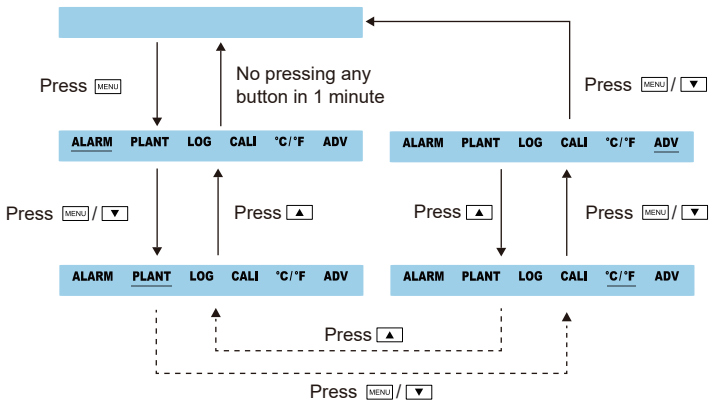 Press MENU
No pressing any
button in 1 minute
Press MENU / ▼
ALARM PLANT LOG CALI °C/°F ADV
ALARM PLANT LOG CALI °C/°F ADV
Press MENU / ▼
Press ▲
Press ▲
Press MENU / ▼
ALARM PLANT LOG CALI °C/°F ADV
ALARM PLANT LOG CALI °C/°F ADV
Press ▲
Press MENU / ▼